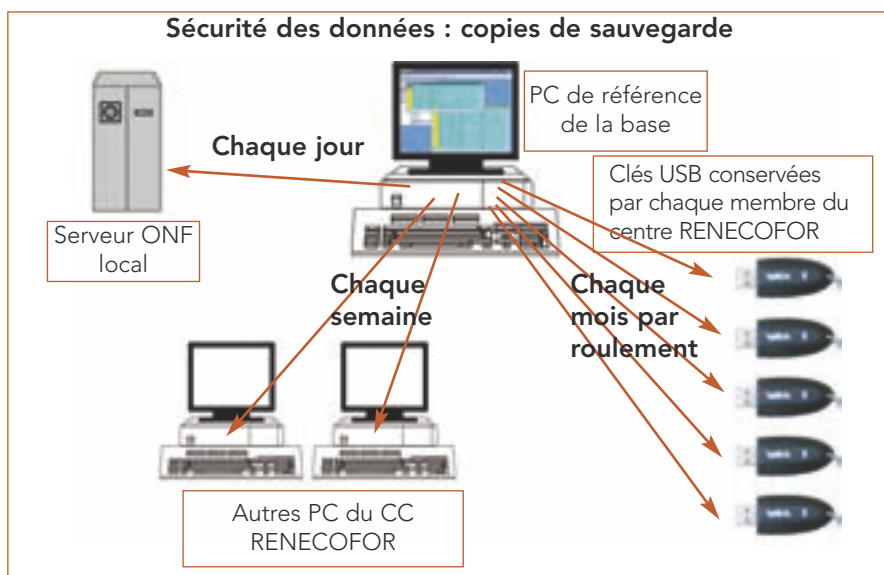 Sécurité des données : copies de sauvegarde
PC de référence
de la base
Chaque jour
Clés USB conservées
par chaque membre du
centre RENECOFOR
Serveur ONF
local
Chaque
semaine
Chaque
mois par
roulement
Autres PC du CC
RENECOFOR